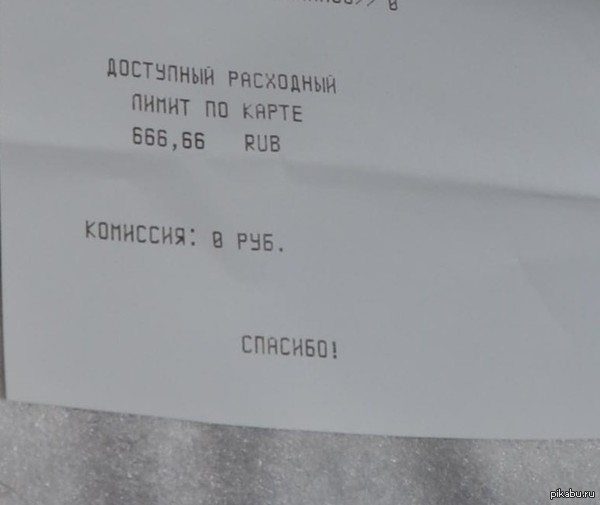 ДОСТУПНЫЙ РАСХОДНЫЙ
ЛИМИТ ПО КАРТЕ
666,66 RUB
КОМИССИЯ: 0 РУБ.
СПАСИБО!
pikabu.ru